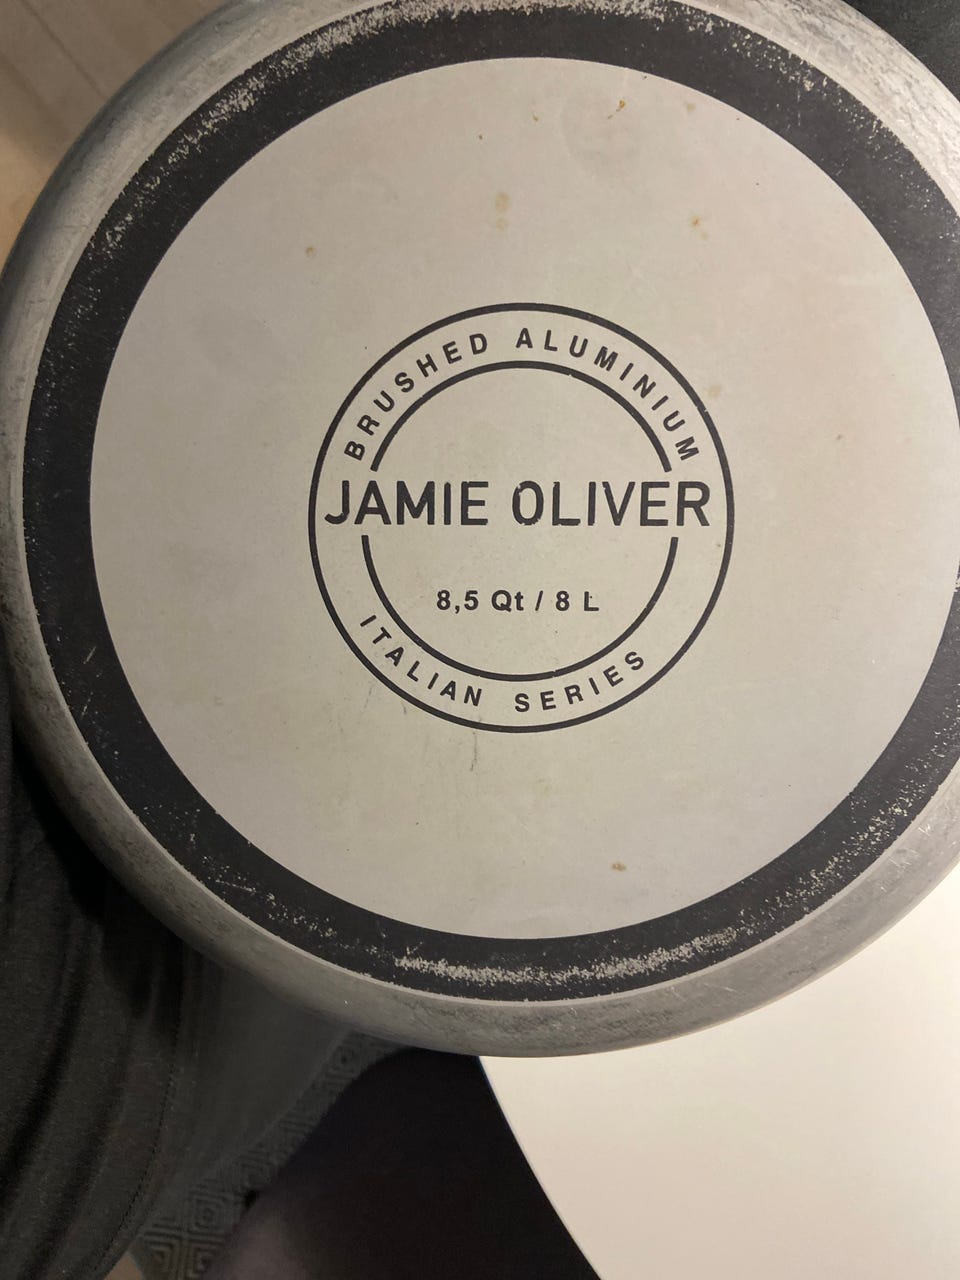 BRUSHED ALUMINIUM
JAMIE OLIVER
8,5 Qt / 8 L
ITALIAN SERIES